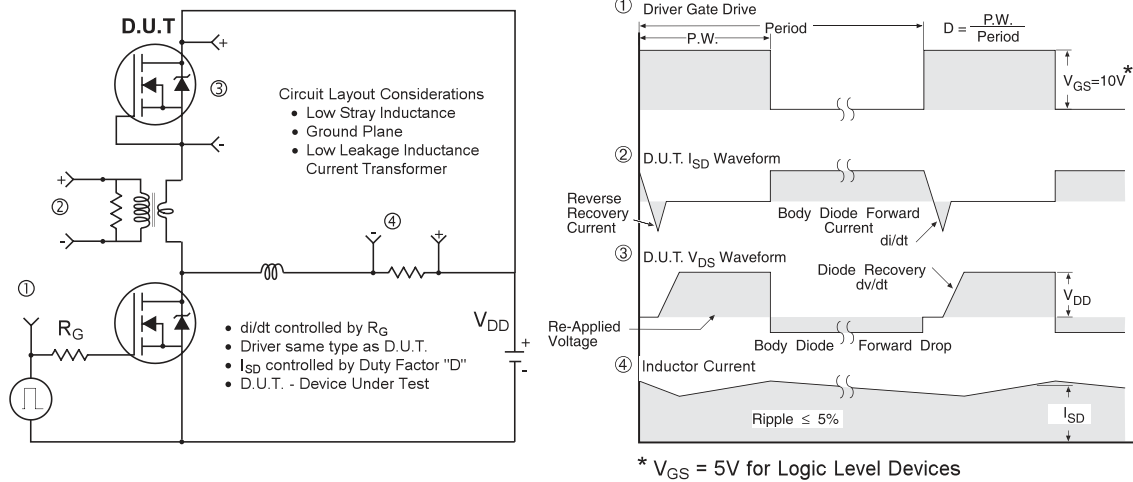 D.U.T
+
③
-
Circuit Layout Considerations
• Low Stray Inductance
• Ground Plane
• Low Leakage Inductance
Current Transformer
+
②
-
④
-
+
①
R_G
V_DD
+
-
• di/dt controlled by R_G
• Driver same type as D.U.T.
• I_SD controlled by Duty Factor "D"
• D.U.T. - Device Under Test
① Driver Gate Drive
P.W.
Period
D = P.W.
Period
V_GS=10V*
② D.U.T. I_SD Waveform
Reverse
Recovery
Current
Body Diode Forward
Current
di/dt
③ D.U.T. V_DS Waveform
Diode Recovery
dv/dt
V_DD
Re-Applied
Voltage
Body Diode Forward Drop
④ Inductor Current
Ripple ≤ 5%
I_SD
* V_GS = 5V for Logic Level Devices